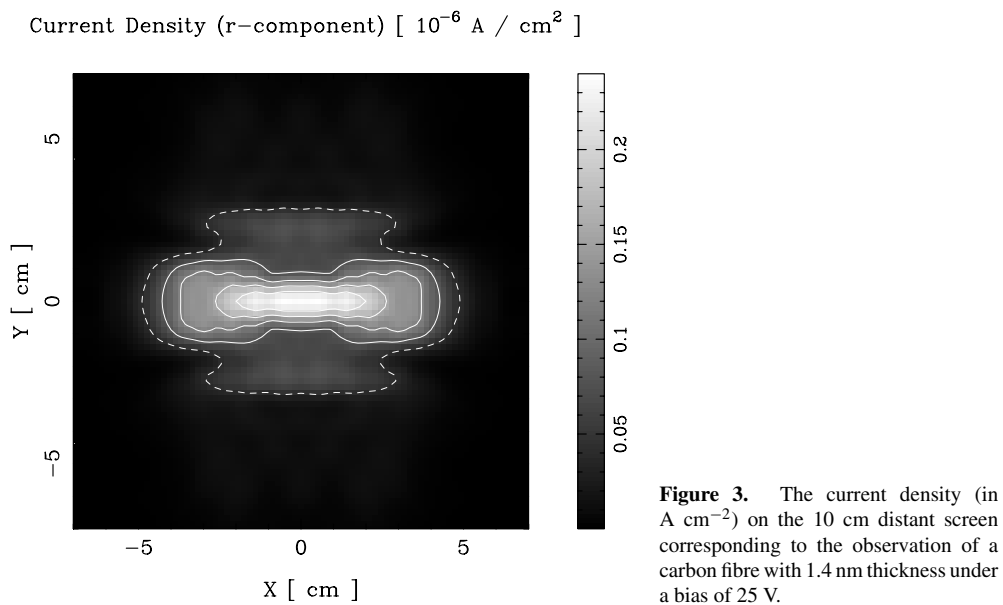 Current Density (r−component) [ 10−6 A / cm2 ]
5
0
−5
Y [ cm ]
−5 0 5
X [ cm ]
0.2
0.15
0.1
0.05
Figure 3. The current density (in
A cm−2) on the 10 cm distant screen
corresponding to the observation of a
carbon fibre with 1.4 nm thickness under
a bias of 25 V.